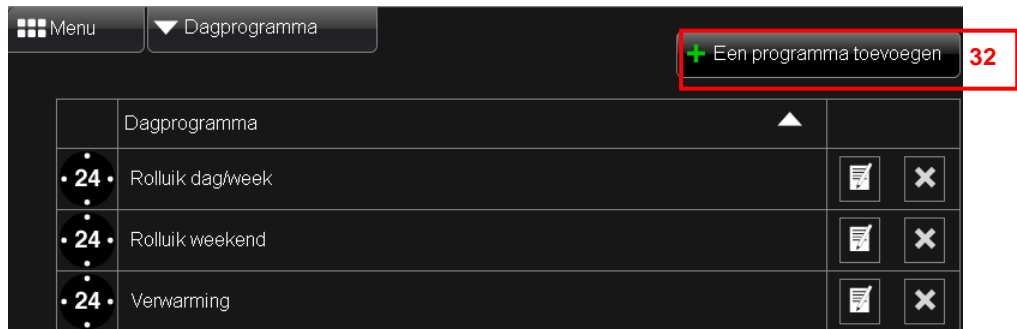 Menu
Dagprogramma
Een programma toevoegen
32
Dagprogramma
24 Rolluik dag/week
24 Rolluik weekend
24 Verwarming